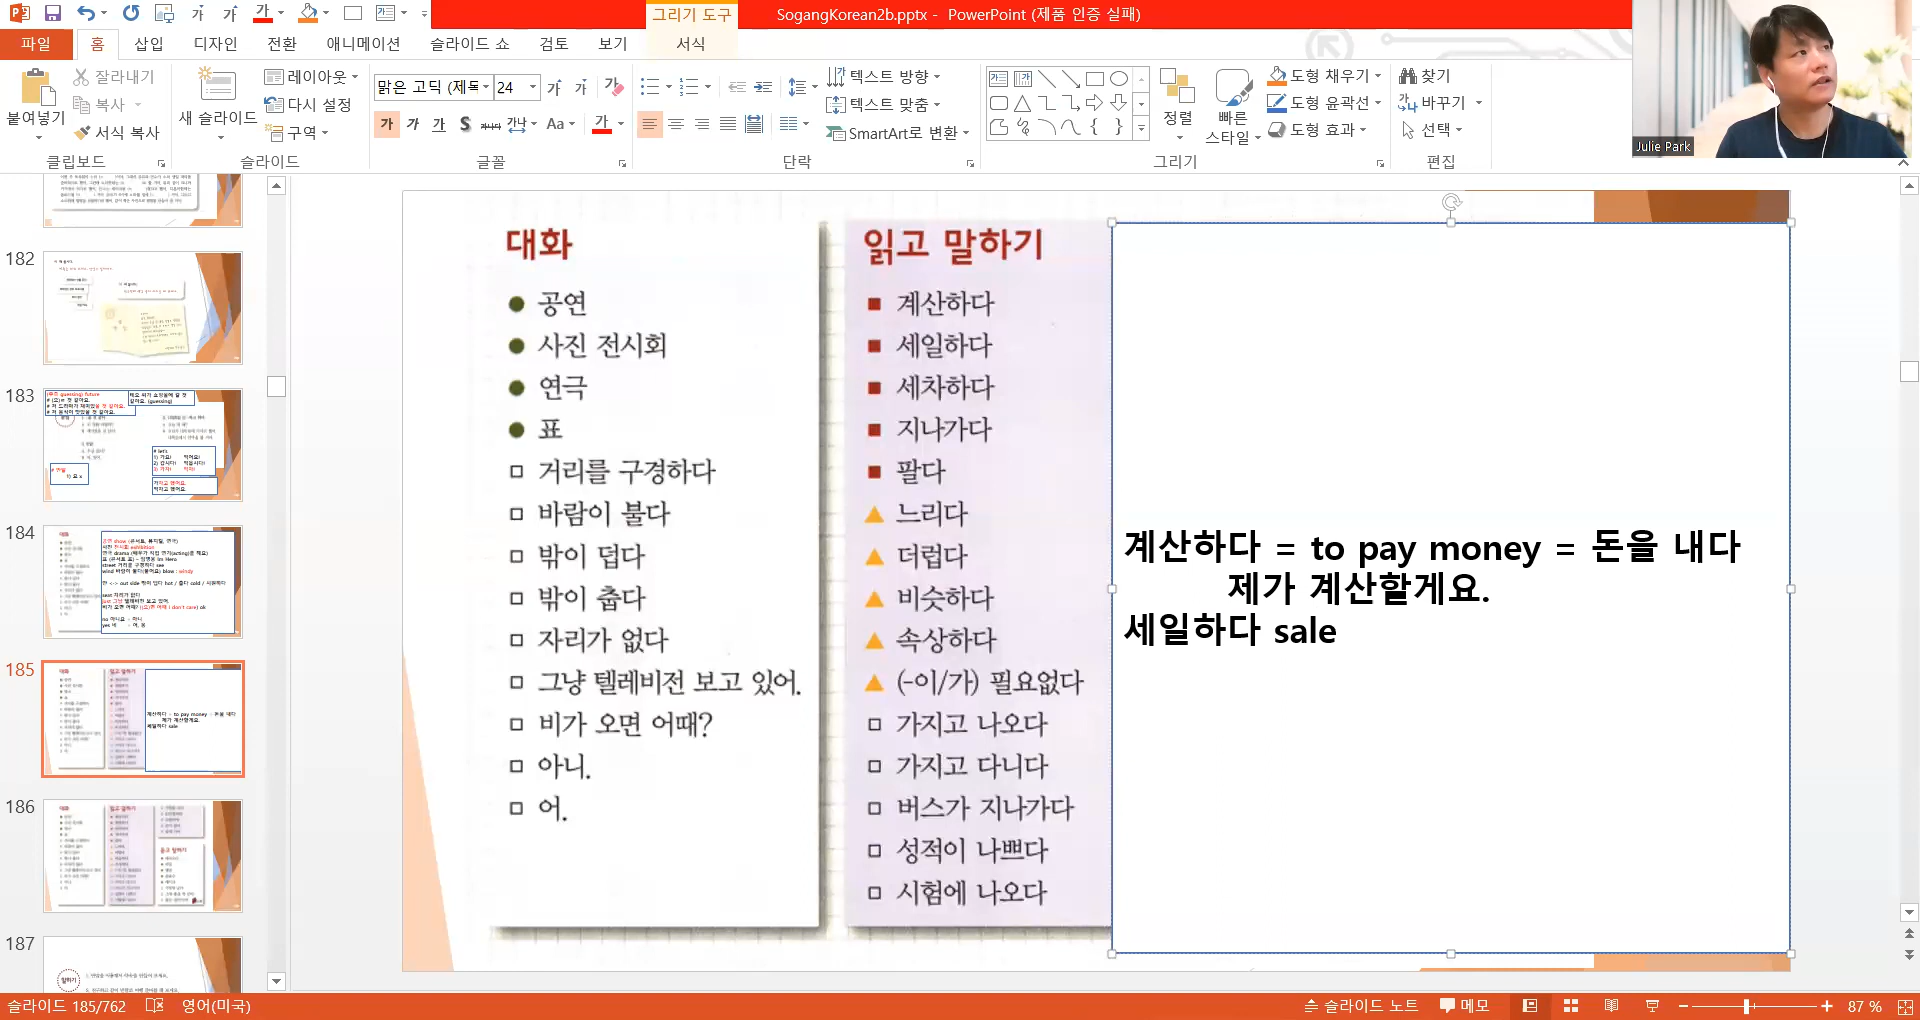 SogangKorean2b.pptx - PowerPoint (제품 인증 실패)
그리기 도구
파일 홈 삽입 디자인 전환 애니메이션 슬라이드 쇼 검토 보기 서식
붙여넣기
잘라내기
복사
서식 복사
클립보드
새 슬라이드
레이아웃
다시 설정
구역
슬라이드
맑은 고딕 (제목
24
글꼴
텍스트 방향
텍스트 맞춤
SmartArt로 변환
단락
정렬
빠른 스타일
도형 채우기
도형 윤곽선
도형 효과
그리기
찾기
바꾸기
선택
편집
Julie Park
182
183
184
185
186
187
대화
공연
사진 전시회
연극
표
거리를 구경하다
바람이 불다
밖이 덥다
밖이 춥다
자리가 없다
그냥 텔레비전 보고 있어.
비가 오면 어때?
아니.
어.
읽고 말하기
계산하다
세일하다
세차하다
지나가다
팔다
느리다
더럽다
비슷하다
속상하다
(-이/가) 필요없다
가지고 나오다
가지고 다니다
버스가 지나가다
성적이 나쁘다
시험에 나오다
계산하다 = to pay money = 돈을 내다
제가 계산할게요.
세일하다 sale
슬라이드 185/762
영어(미국)
슬라이드 노트
메모
87 %